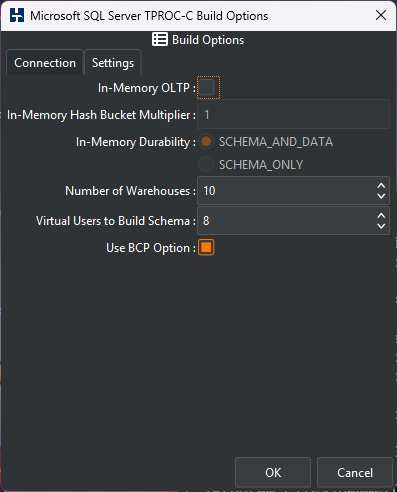 Microsoft SQL Server TPROC-C Build Options
Build Options
Connection Settings
In-Memory OLTP :
In-Memory Hash Bucket Multiplier : 1
In-Memory Durability : SCHEMA_AND_DATA
SCHEMA_ONLY
Number of Warehouses : 10
Virtual Users to Build Schema : 8
Use BCP Option :
OK Cancel